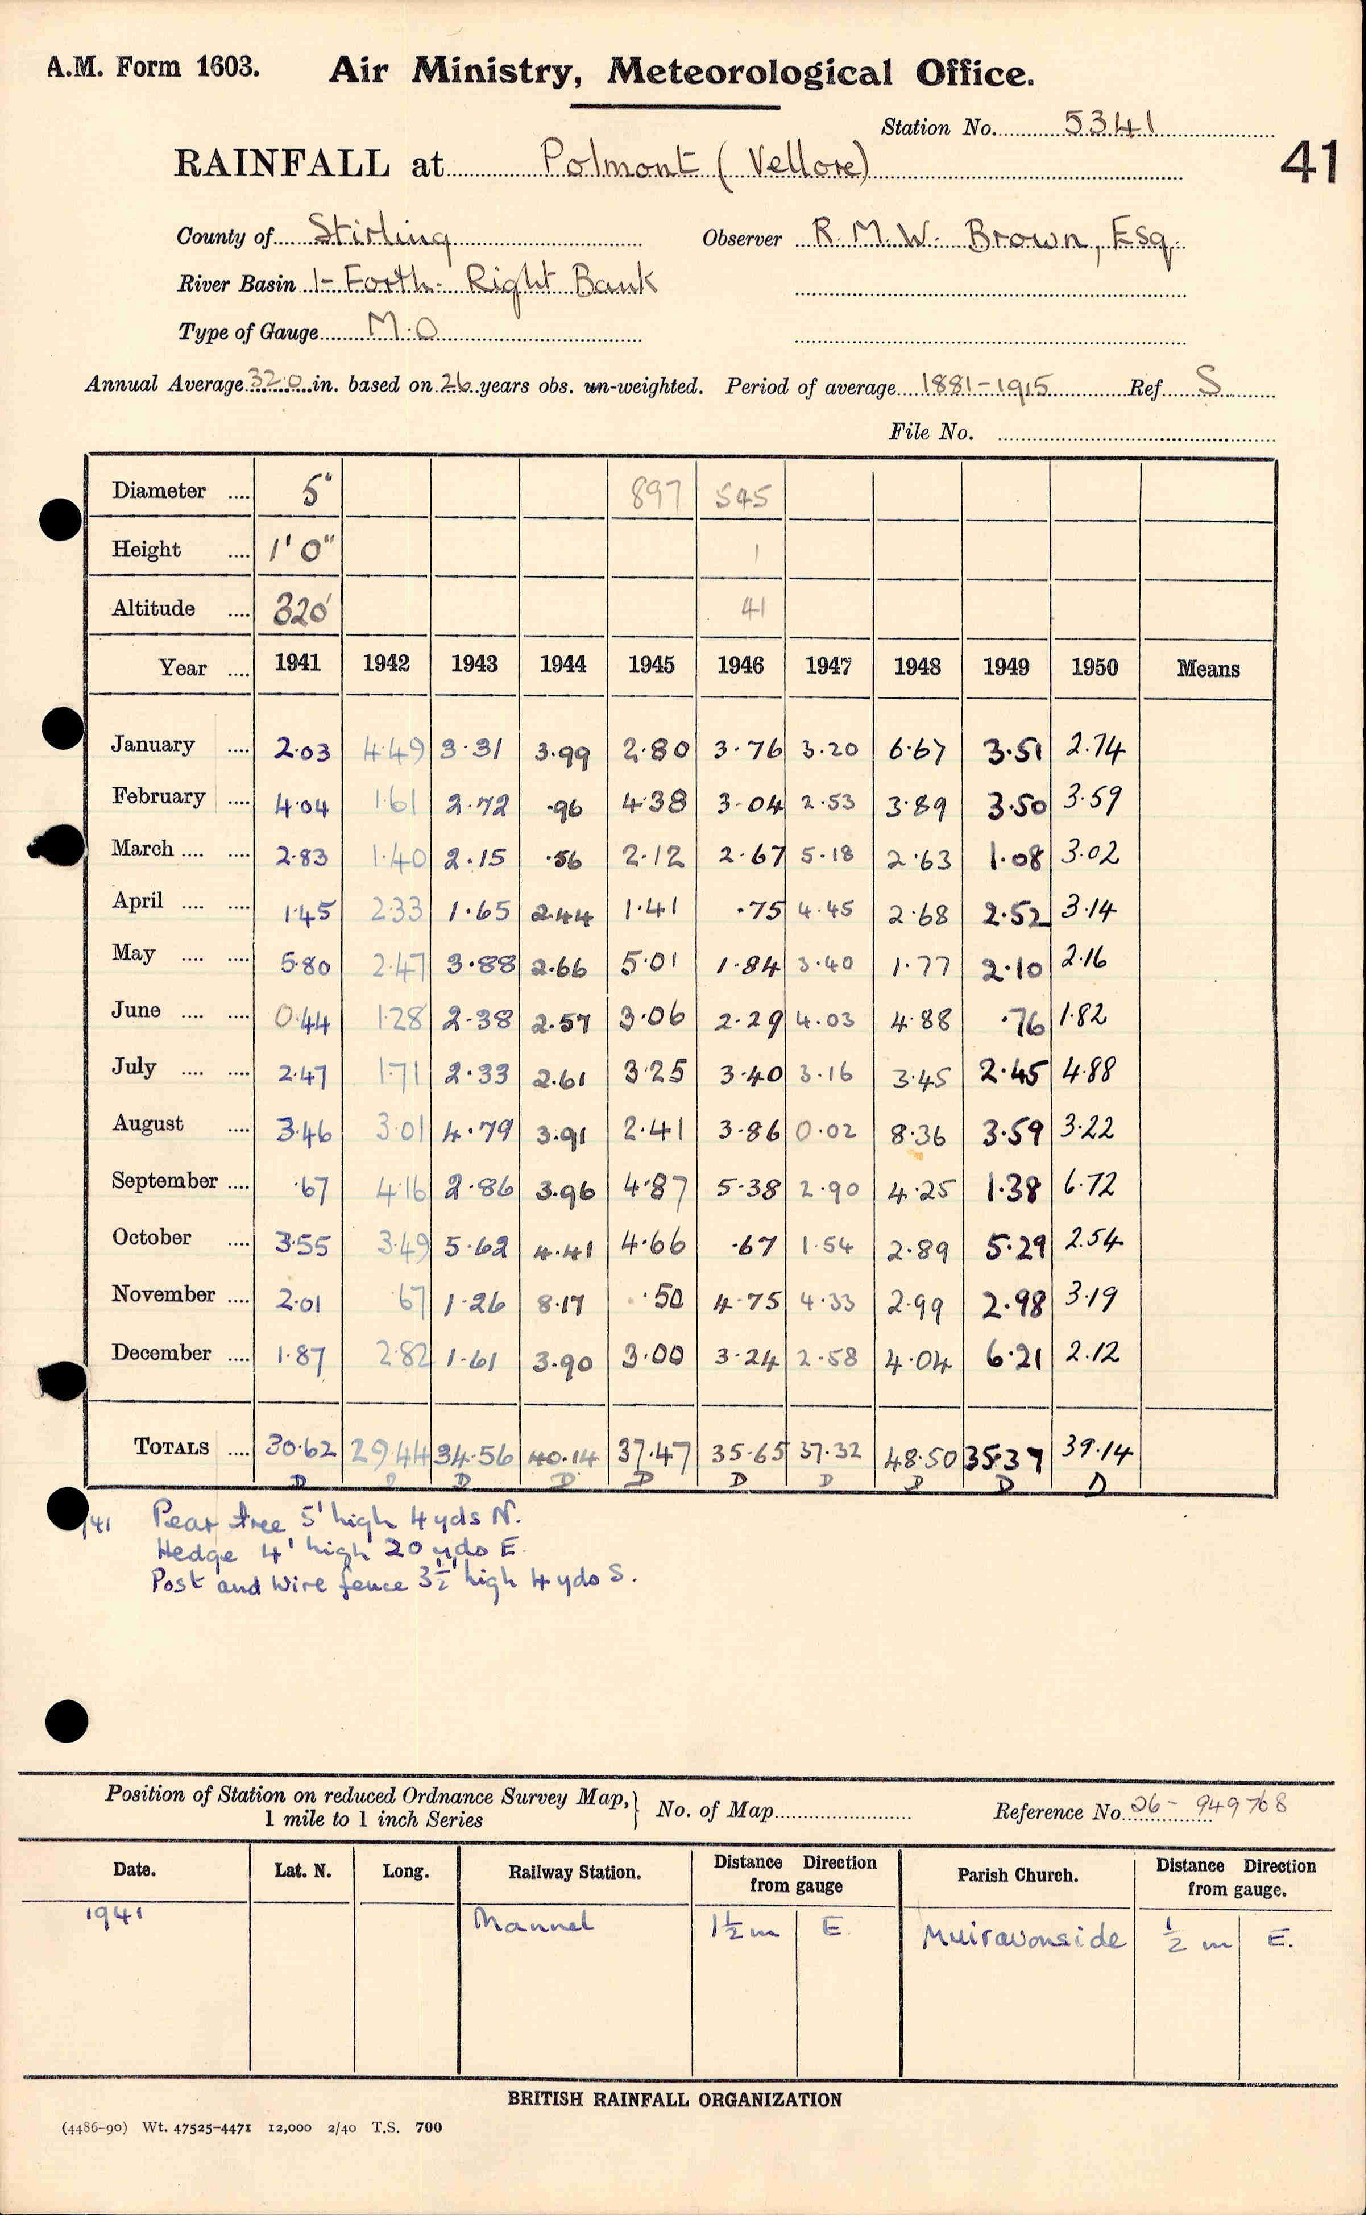 A.M. Form 1603. Air Ministry, Meteorological Office.
Station No. 5341
RAINFALL at Polmont (Vellore) 41
County of Stirling Observer R. M. W. Brown, Esq.
River Basin 1- Forth- Right Bank
Type of Gauge M.O
Annual Average 32.0 in. based on 26 years obs. un-weighted. Period of average 1881-1915 Ref S
File No.
Diameter .... 5" 897 545
Height .... 1' 0" 1
Altitude .... 320' 41
Year .... 1941 1942 1943 1944 1945 1946 1947 1948 1949 1950 Means
January .... 2.03 4.49 3.31 3.99 2.80 3.76 3.20 6.67 3.51 2.74
February .... 4.04 1.61 2.72 .96 4.38 3.04 2.53 3.89 3.50 3.59
March .... .... 2.83 1.40 2.15 .56 2.12 2.67 5.18 2.63 1.08 3.02
April .... .... 1.45 2.33 1.65 2.44 1.41 .75 4.45 2.68 2.52 3.14
May .... .... 5.80 2.47 3.88 2.66 5.01 1.84 3.40 1.77 2.10 2.16
June .... .... 0.44 1.28 2.38 2.57 3.06 2.29 4.03 4.88 .76 1.82
July .... .... 2.47 1.71 2.33 2.61 3.25 3.40 3.16 3.45 2.45 4.88
August .... 3.46 3.01 4.79 3.91 2.41 3.86 0.02 8.36 3.59 3.22
September .... .67 4.16 2.86 3.96 4.87 5.38 2.90 4.25 1.38 6.72
October .... 3.55 3.49 5.62 4.41 4.66 .67 1.54 2.89 5.29 2.54
November .... 2.01 .67 1.26 8.17 .50 4.75 4.33 2.99 2.98 3.19
December .... 1.87 2.82 1.61 3.90 3.00 3.24 2.58 4.04 6.21 2.12
TOTALS .... 30.62 29.44 34.56 40.14 37.47 35.65 37.32 48.50 35.37 39.14
D D D D D D D D D D
/41 Pear tree 5' high 4 yds N.
Hedge 4' high 20 yds E
Post and Wire fence 3½' high 4 yds S.
Position of Station on reduced Ordnance Survey Map, } No. of Map Reference No. 26- 949768
1 mile to 1 inch Series
Date. Lat. N. Long. Railway Station. Distance Direction from gauge Parish Church. Distance Direction from gauge.
1941 Mannel 1½ m E. Muiravonside ½ m E.
BRITISH RAINFALL ORGANIZATION
(4486-90) Wt. 47525-4471 12,000 2/40 T.S. 700